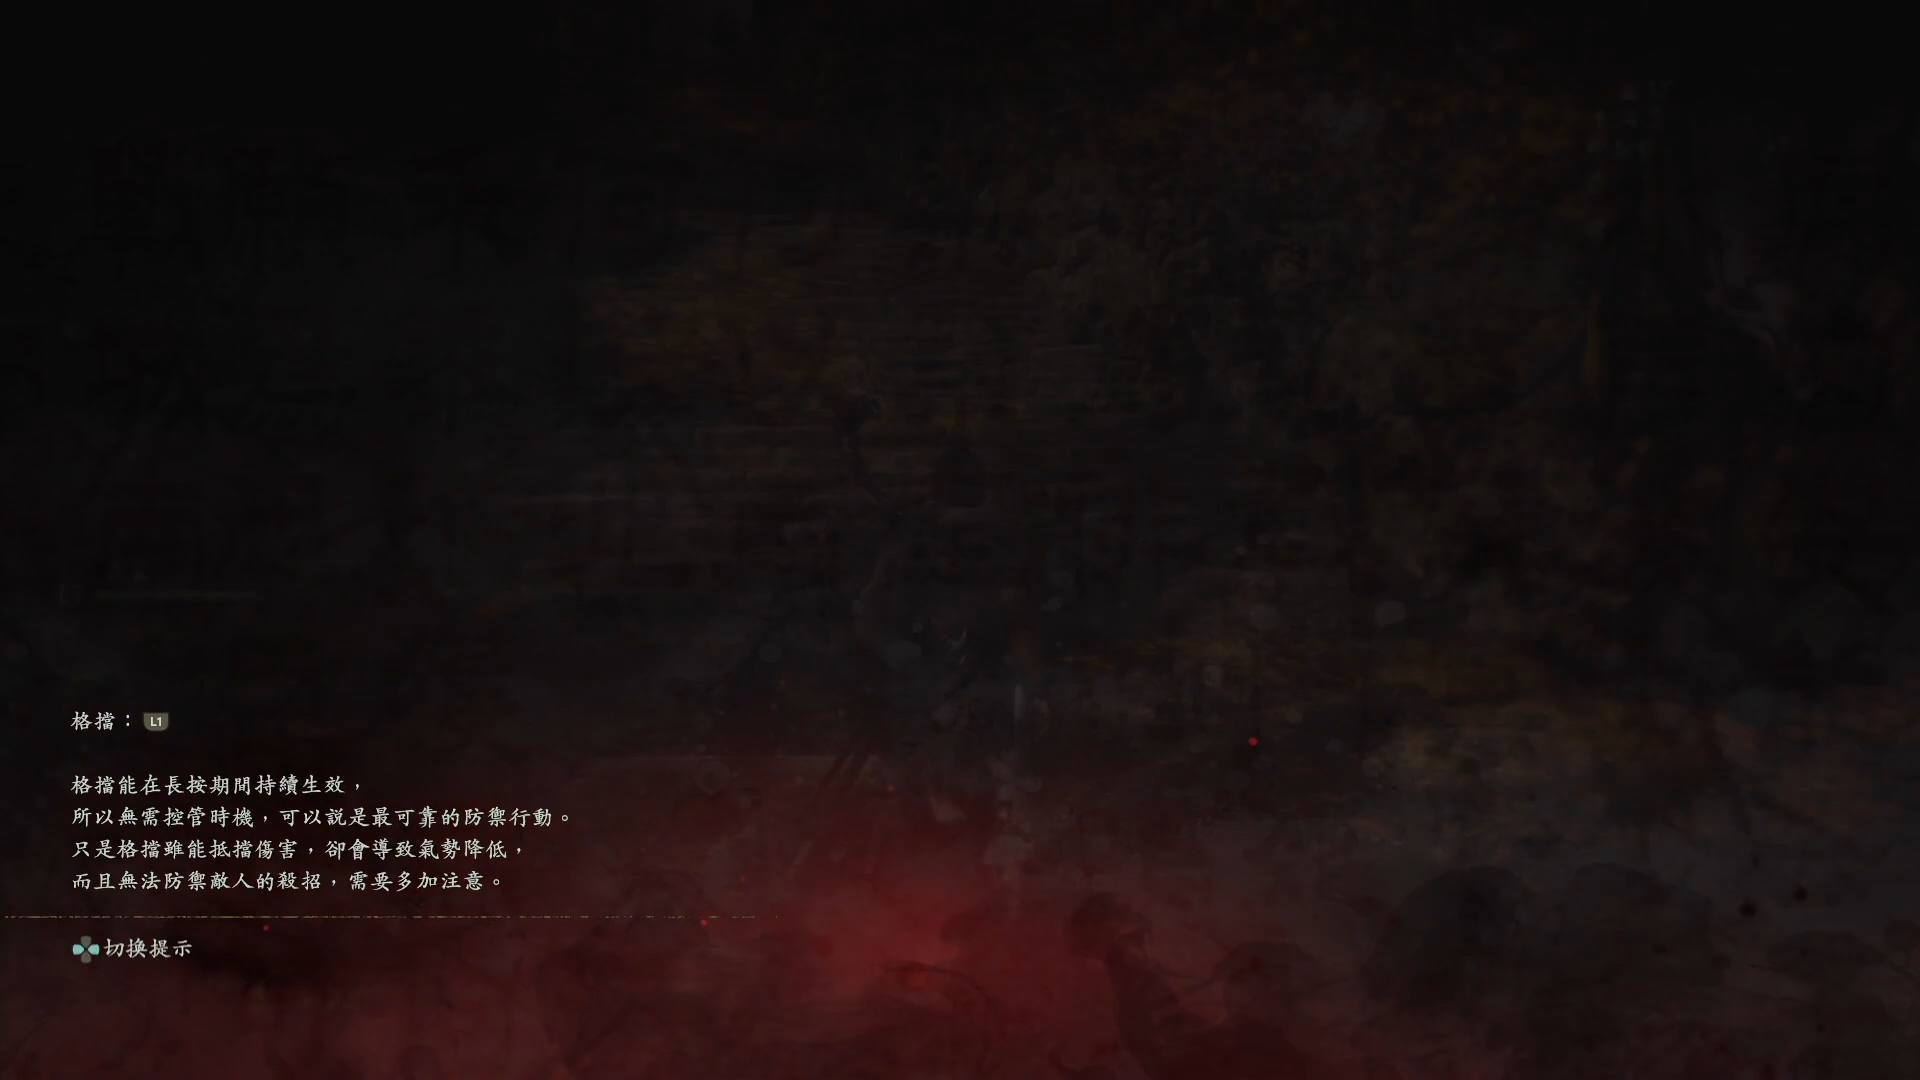 格擋：L1
格擋能在長按期間持續生效，
所以無需控管時機，可以說是最可靠的防禦行動。
只是格擋雖能抵擋傷害，卻會導致氣勢降低，
而且無法防禦敵人的殺招，需要多加注意。
切換提示